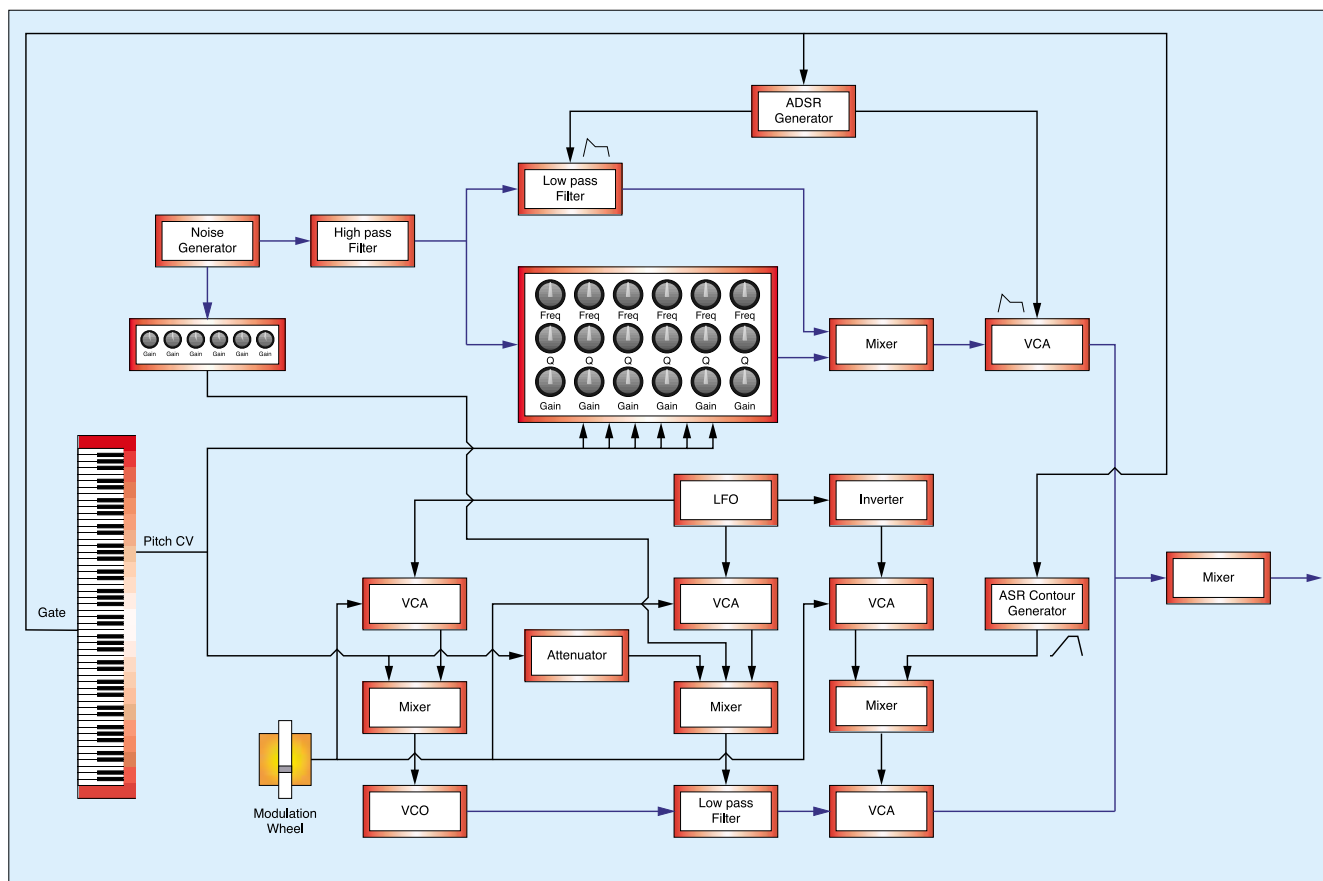 ADSR
Generator
Low pass
Filter
Noise
Generator
High pass
Filter
Freq Freq Freq Freq Freq Freq
Q Q Q Q Q Q
Gain Gain Gain Gain Gain Gain
Gain Gain Gain Gain Gain Gain
Mixer
VCA
LFO
Inverter
Pitch CV
Gate
VCA
VCA
VCA
ASR Contour
Generator
Mixer
Attenuator
Mixer
Mixer
Mixer
Modulation
Wheel
VCO
Low pass
Filter
VCA